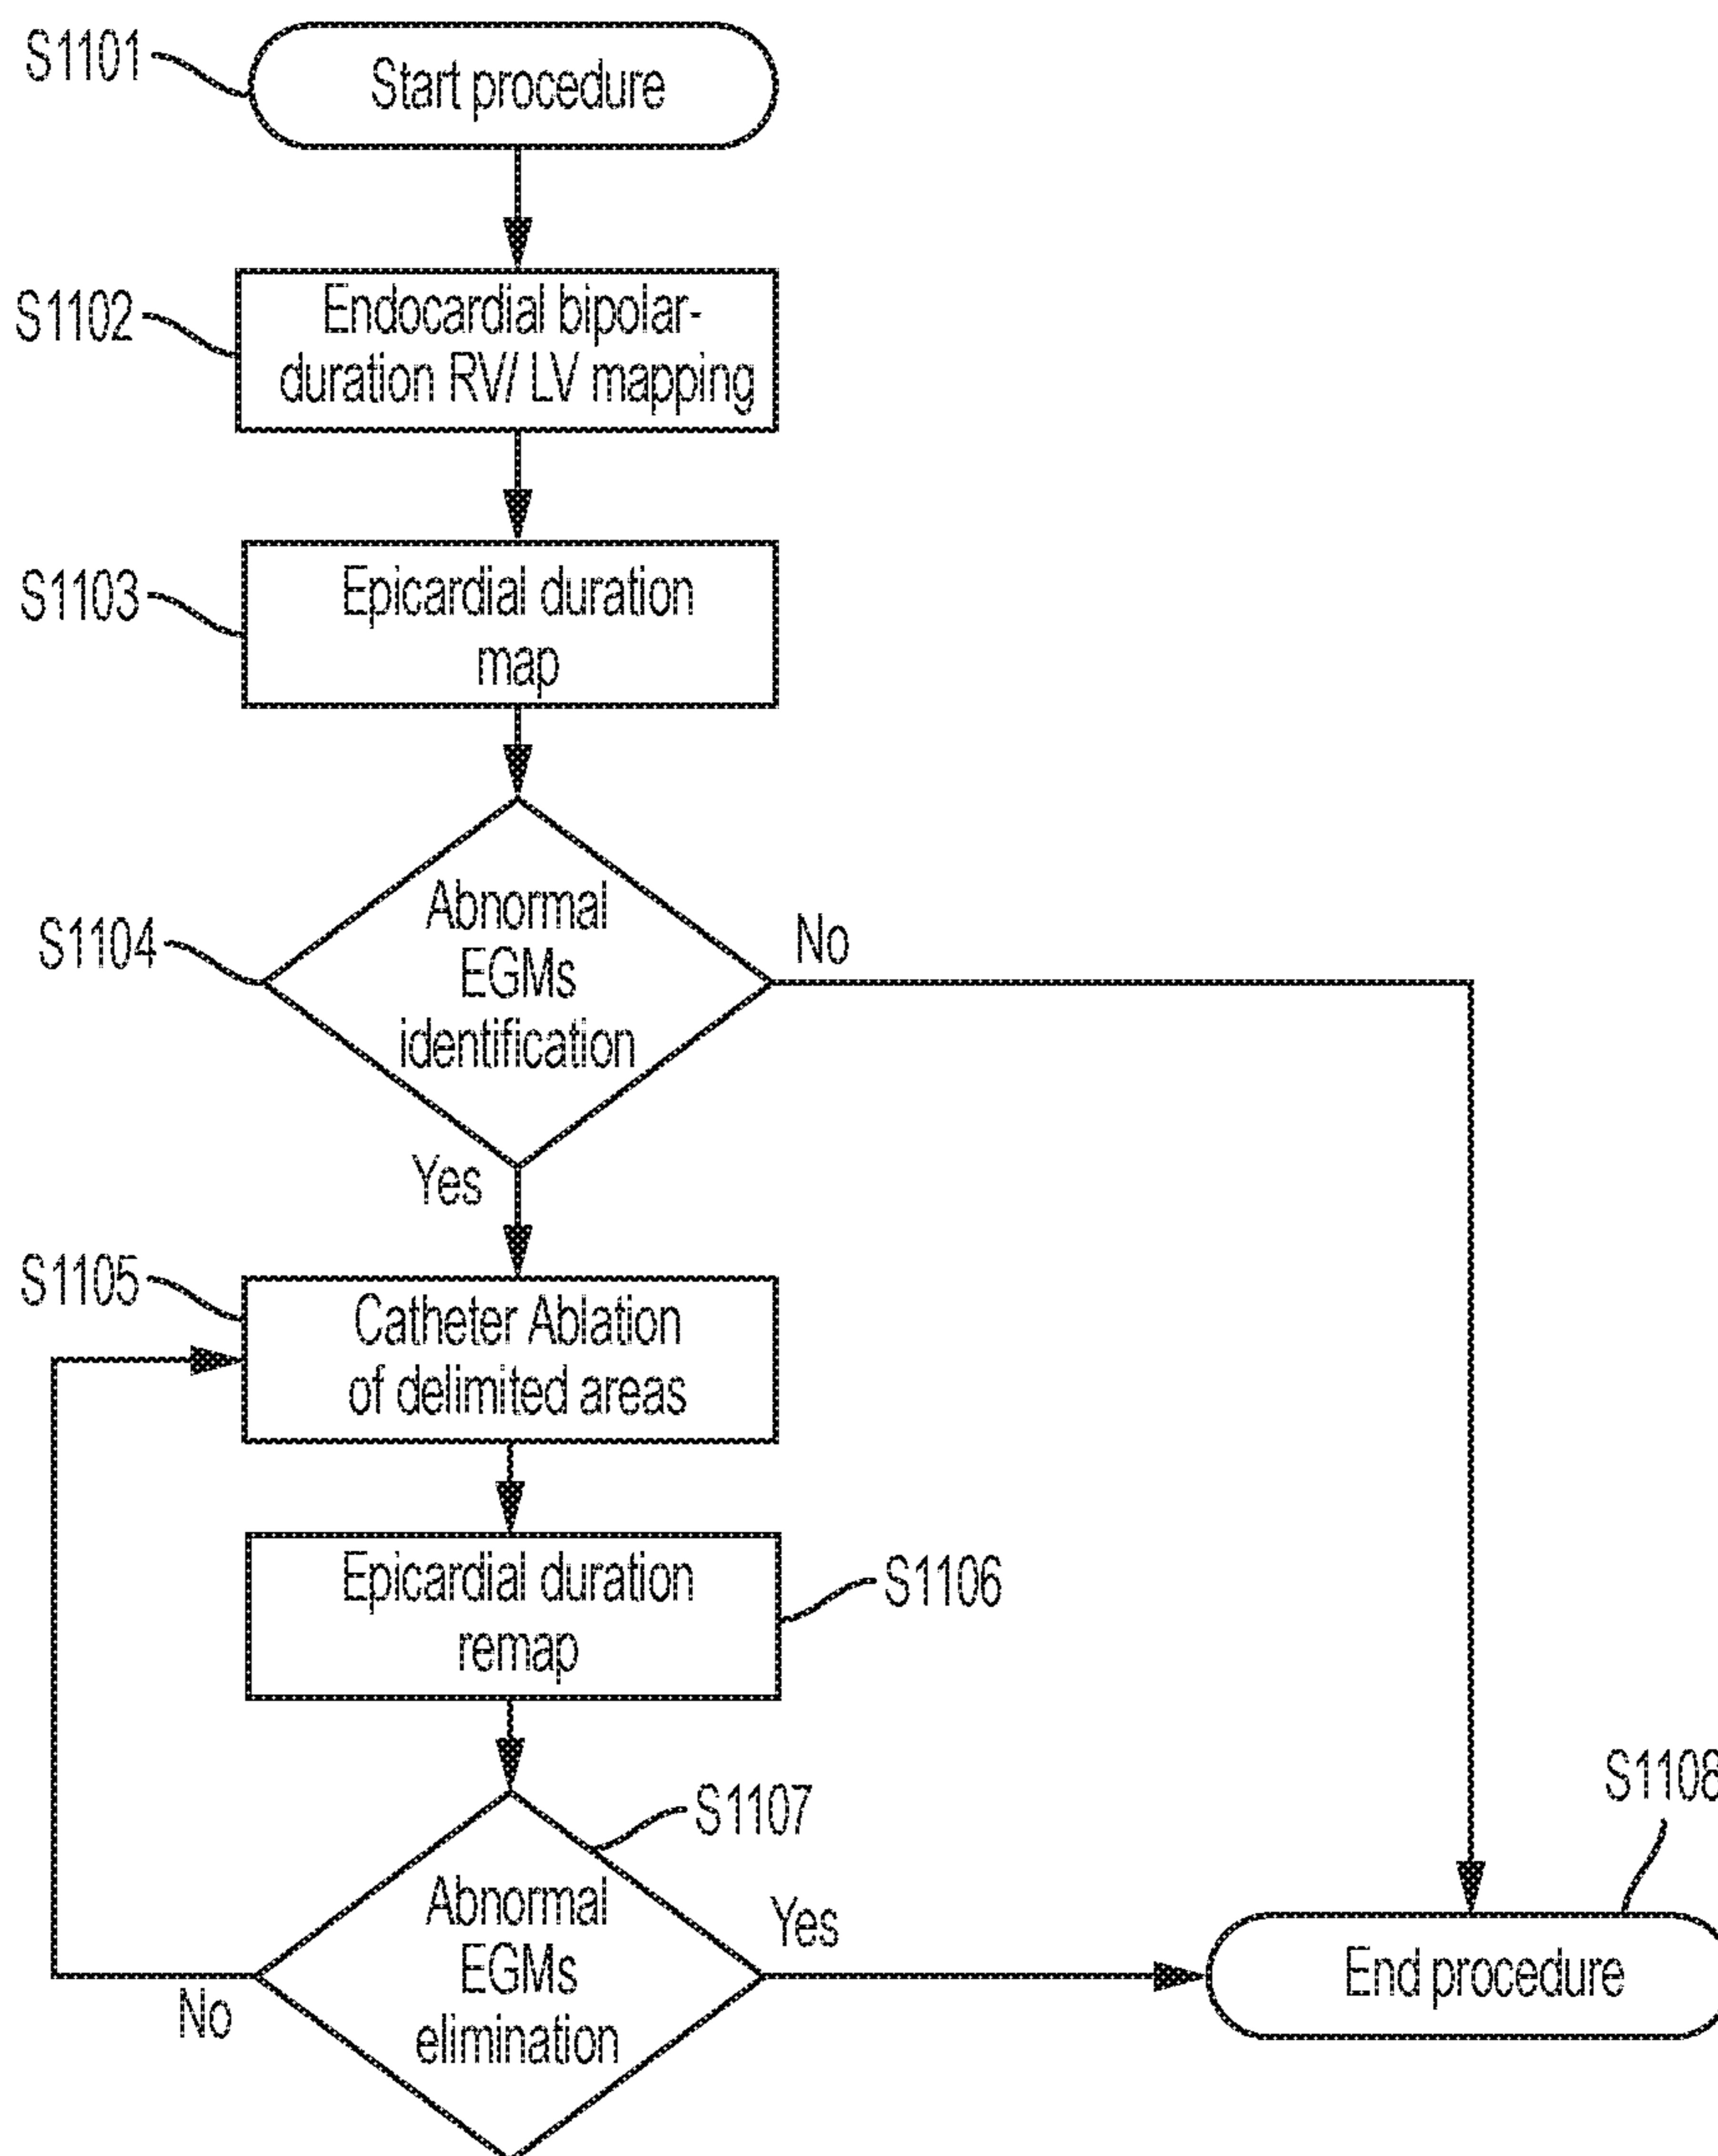 S1101
Start procedure
S1102
Endocardial bipolar-
duration RV/ LV mapping
S1103
Epicardial duration
map
S1104
Abnormal
EGMs
identification
No
Yes
S1105
Catheter Ablation
of delimited areas
Epicardial duration
remap
S1106
S1107
Abnormal
EGMs
elimination
No
Yes
S1108
End procedure